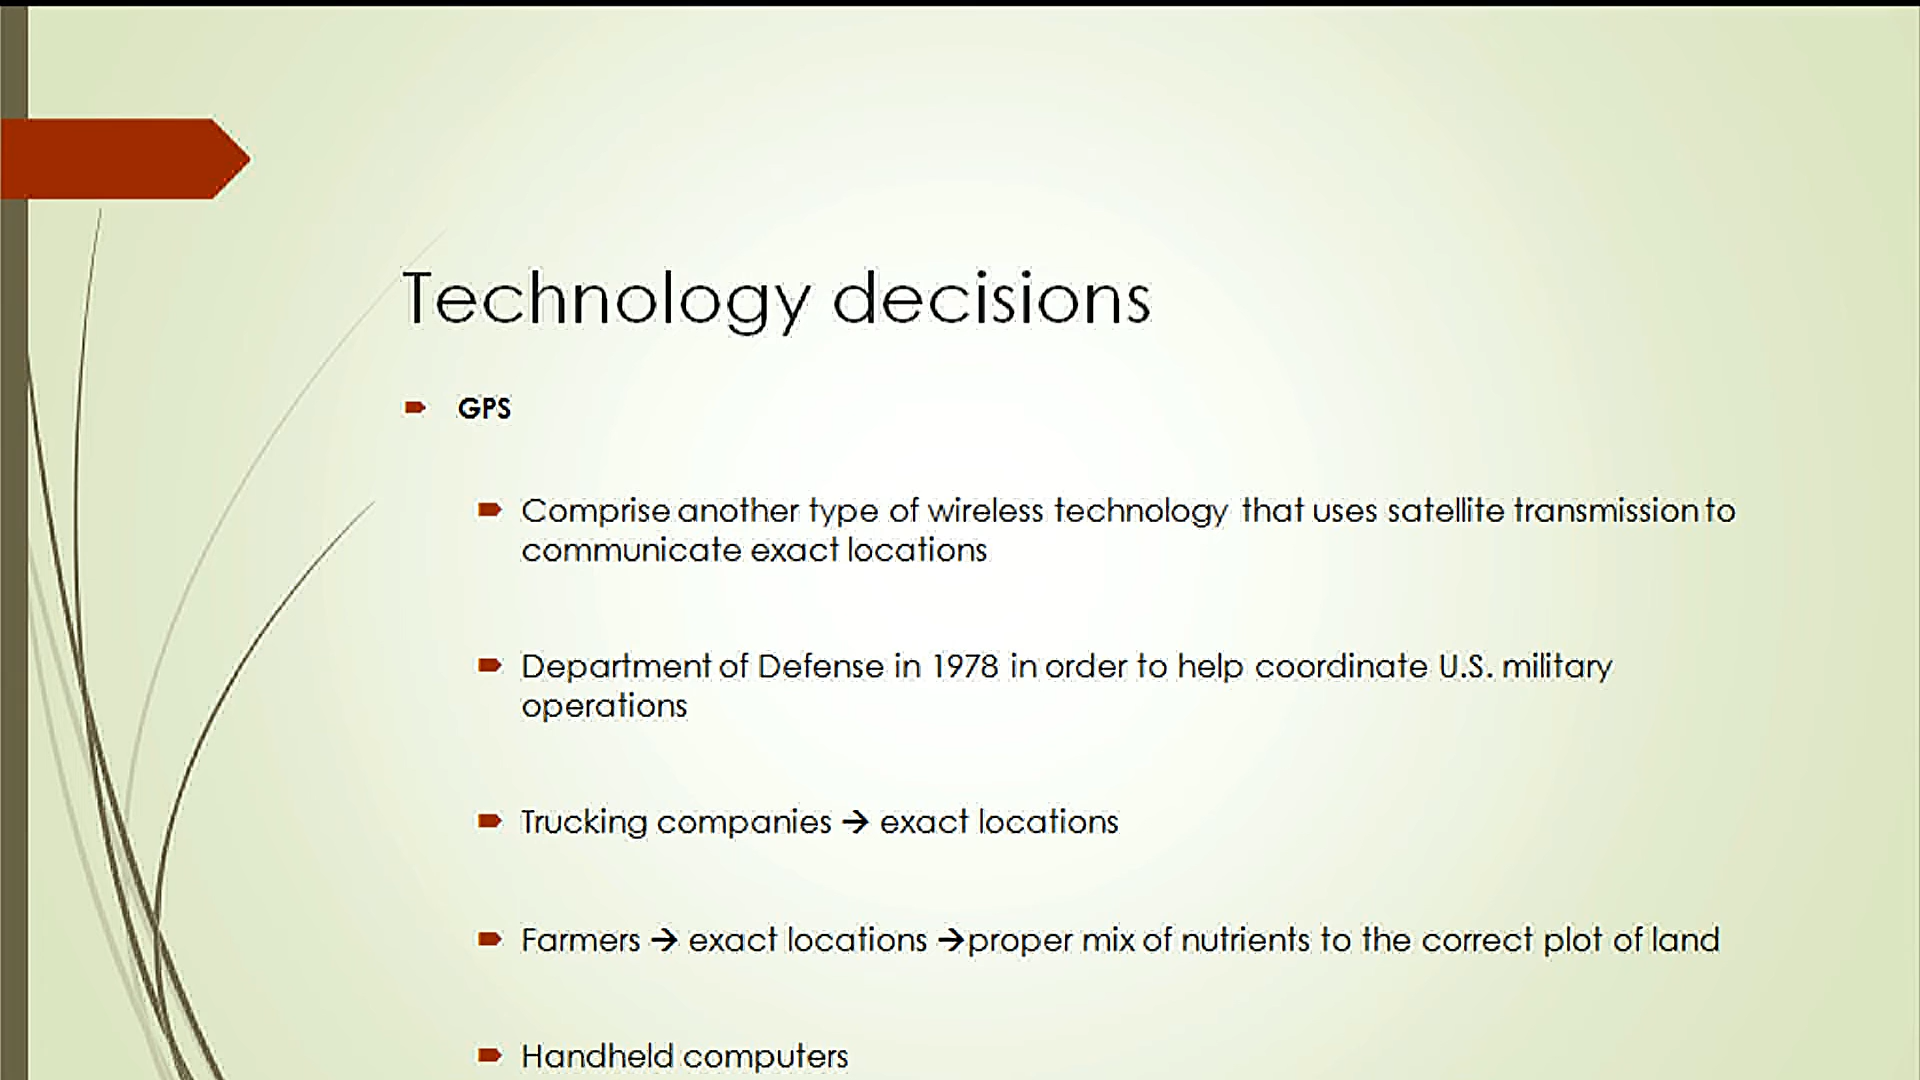 Technology decisions
GPS
Comprise another type of wireless technology that uses satellite transmission to
communicate exact locations
Department of Defense in 1978 in order to help coordinate U.S. military
operations
Trucking companies → exact locations
Farmers → exact locations →proper mix of nutrients to the correct plot of land
Handheld computers